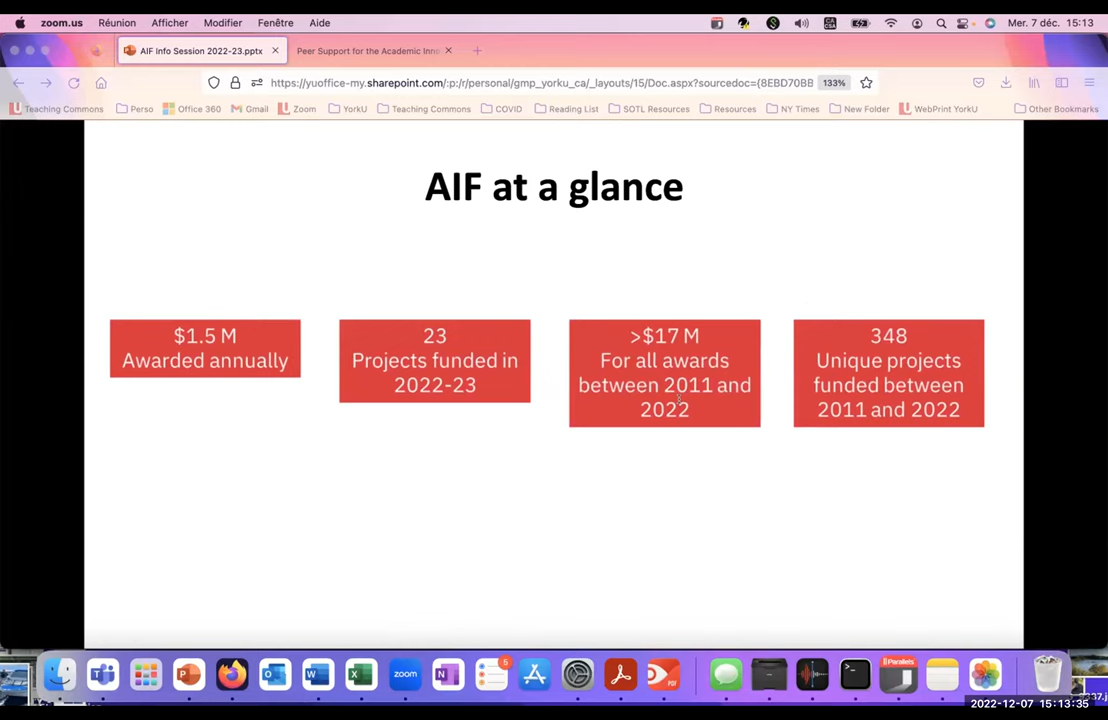 zoom.us Réunion Afficher Modifier Fenêtre Aide Mer. 7 déc. 15:13
AIF Info Session 2022-23.pptx Peer Support for the Academic Inno
https://yuoffice-my.sharepoint.com/:p:/r/personal/gmp_yorku_ca/_layouts/15/Doc.aspx?sourcedoc={8EBD70BB 133%
Teaching Commons Perso Office 360 Gmail Zoom YorkU Teaching Commons COVID Reading List SOTL Resources Resources NY Times New Folder WebPrint YorkU Other Bookmarks
AIF at a glance
$1.5 M
Awarded annually
23
Projects funded in
2022-23
>$17 M
For all awards
between 2011 and
2022
348
Unique projects
funded between
2011 and 2022
5
zoom
Parallels
2022-12-07 15:13:35